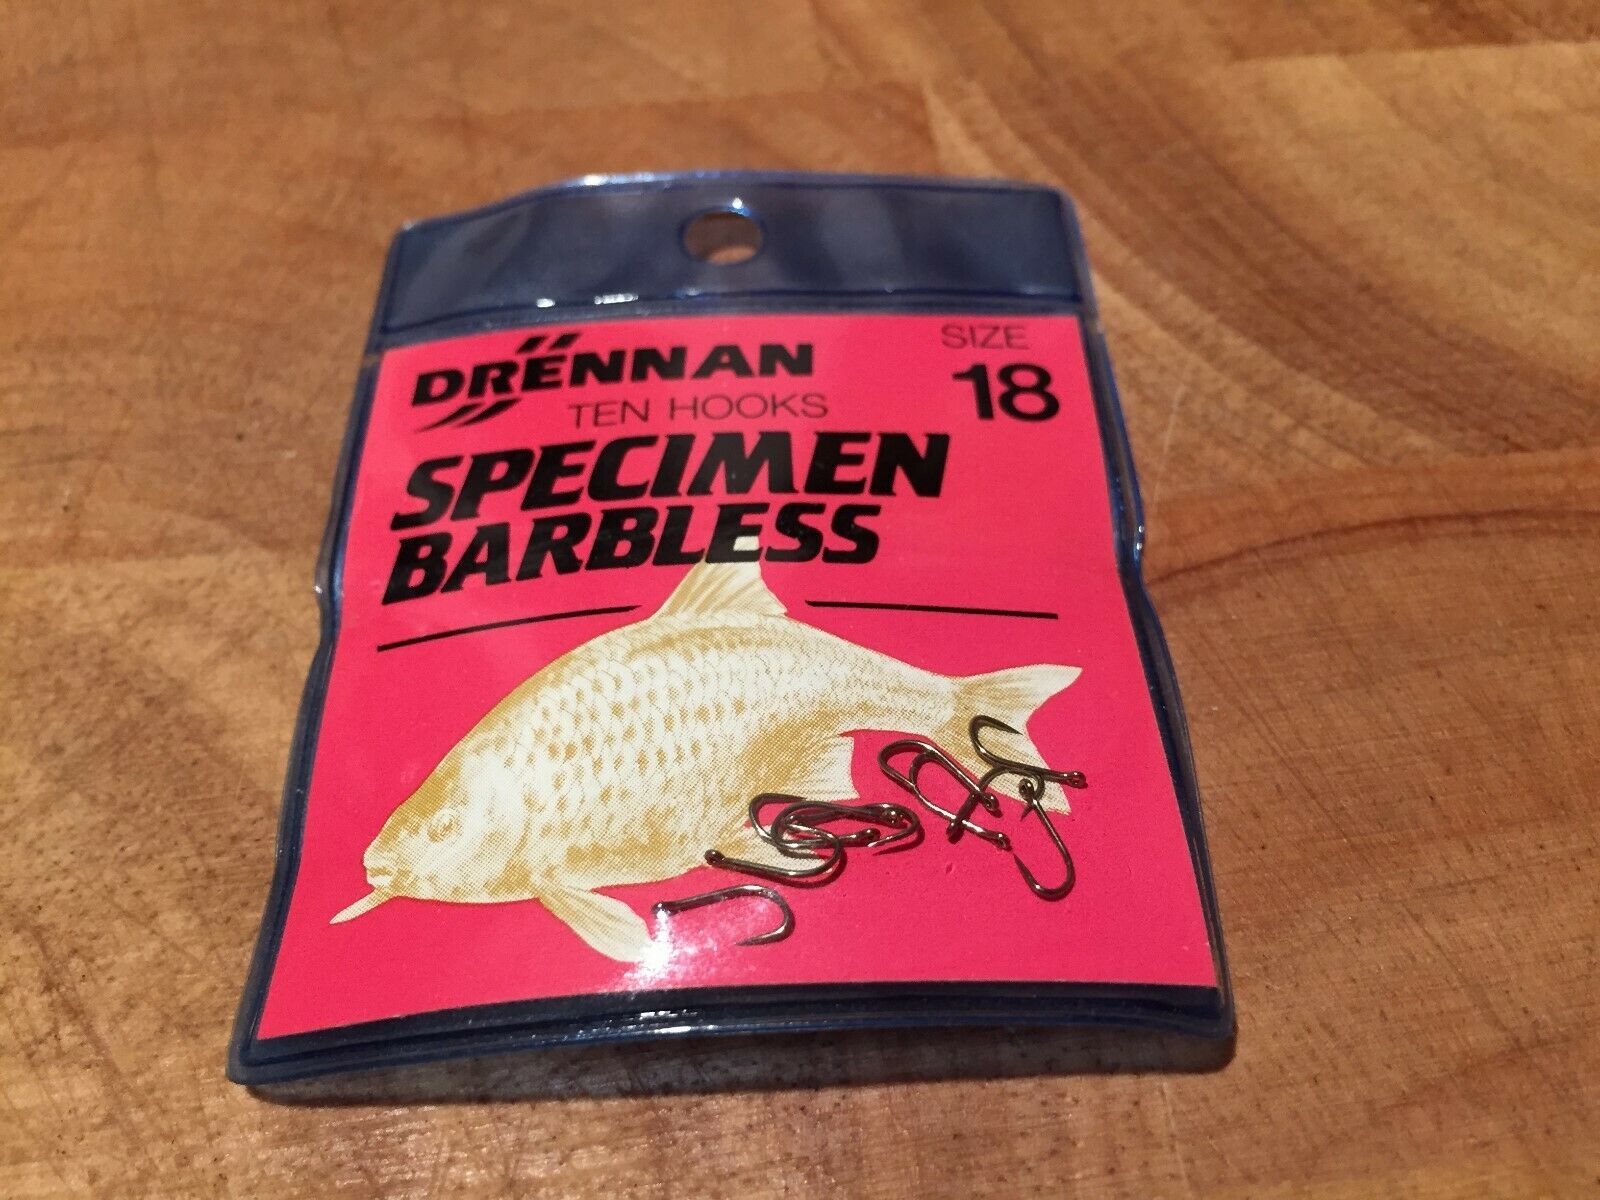 DRENNAN
SIZE
18
TEN HOOKS
SPECIMEN
BARBLESS